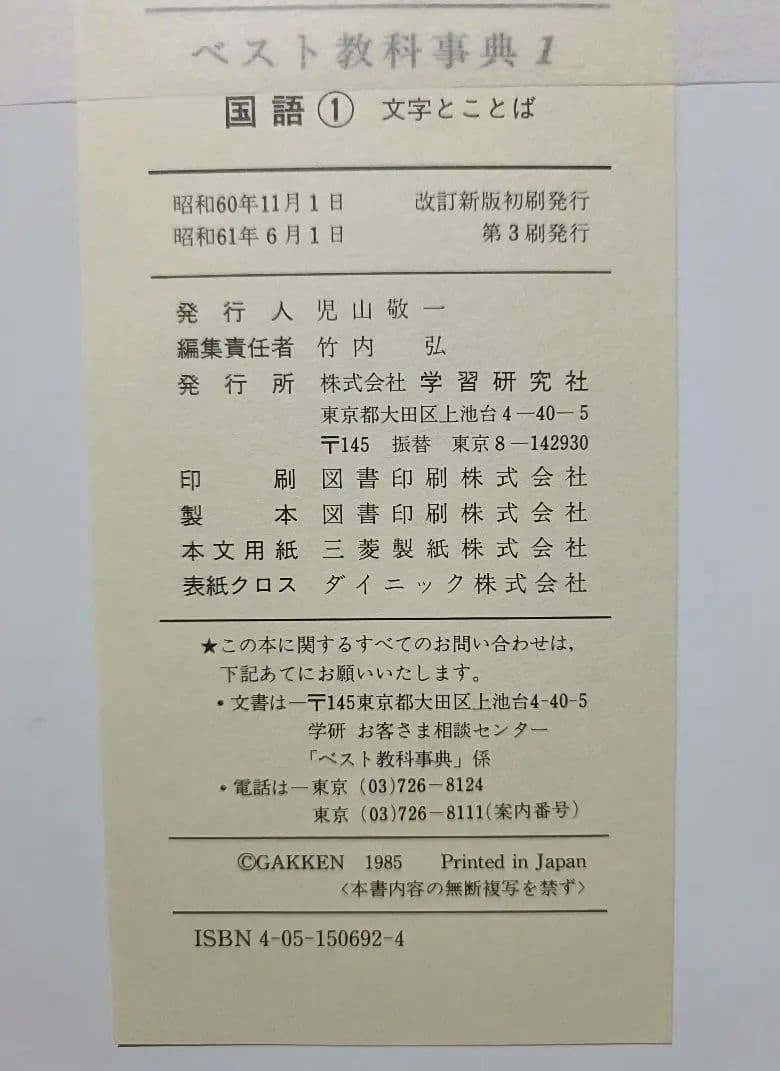 ベスト教科事典1
国語① 文字とことば
昭和60年11月1日 改訂新版初刷発行
昭和61年6月1日 第3刷発行
発行人 児山敬一
編集責任者 竹内 弘
発行所 株式会社 学習研究社
東京都大田区上池台4-40-5
〒145 振替 東京8-142930
印刷 図書印刷株式会社
製本 図書印刷株式会社
本文用紙 三菱製紙株式会社
表紙クロス ダイニック株式会社
★この本に関するすべてのお問い合わせは,
下記あてにお願いいたします。
・文書は―〒145東京都大田区上池台4-40-5
学研 お客さま相談センター
「ベスト教科事典」係
・電話は―東京 (03)726-8124
東京 (03)726-8111(案内番号)
©GAKKEN 1985 Printed in Japan
〈本書内容の無断複写を禁ず〉
ISBN 4-05-150692-4